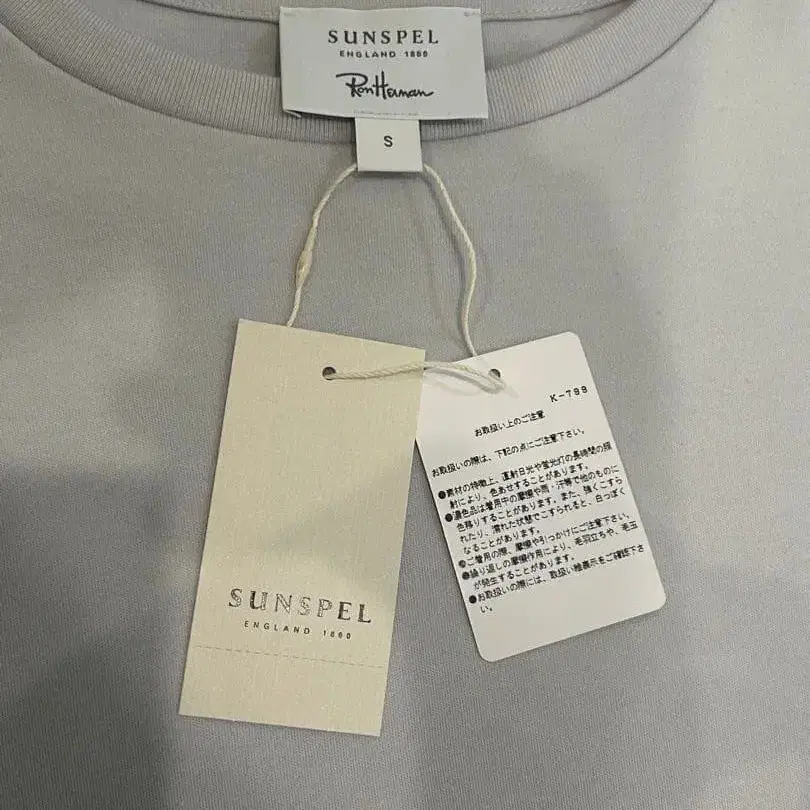 SUNSPEL
ENGLAND 1860
Ron Herman
S
K-799
お取扱い上のご注意
お取扱いの際は、下記の点にご注意下さい。
●素材の特徴上、直射日光や蛍光灯の長時間の照
射により、色あせすることがあります。
●濃色品は着用中の摩擦や雨・汗等で他のものに
色移りすることがあります。また、強くこすら
れたり、濡れた状態でこすられると、白っぽく
なることがあります。
●ご着用の際、摩擦や引っかけにご注意下さい。
●繰り返しの摩擦作用により、毛羽立ちや、毛玉
が発生することがあります。
●お取扱いの際には、取扱い絵表示をご確認下さ
い。
SUNSPEL
ENGLAND 1860